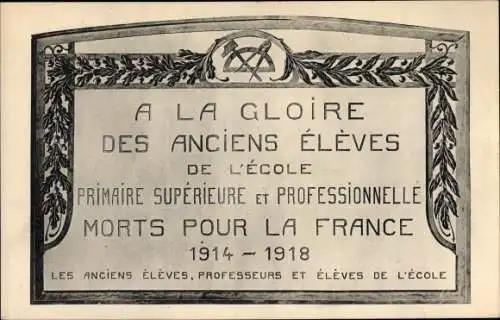 A LA GLOIRE
DES ANCIENS ÉLÈVES
DE L'ÉCOLE
PRIMAIRE SUPÉRIEURE ET PROFESSIONNELLE
MORTS POUR LA FRANCE
1914 - 1918
LES ANCIENS ÉLÈVES, PROFESSEURS ET ÉLÈVES DE L'ÉCOLE